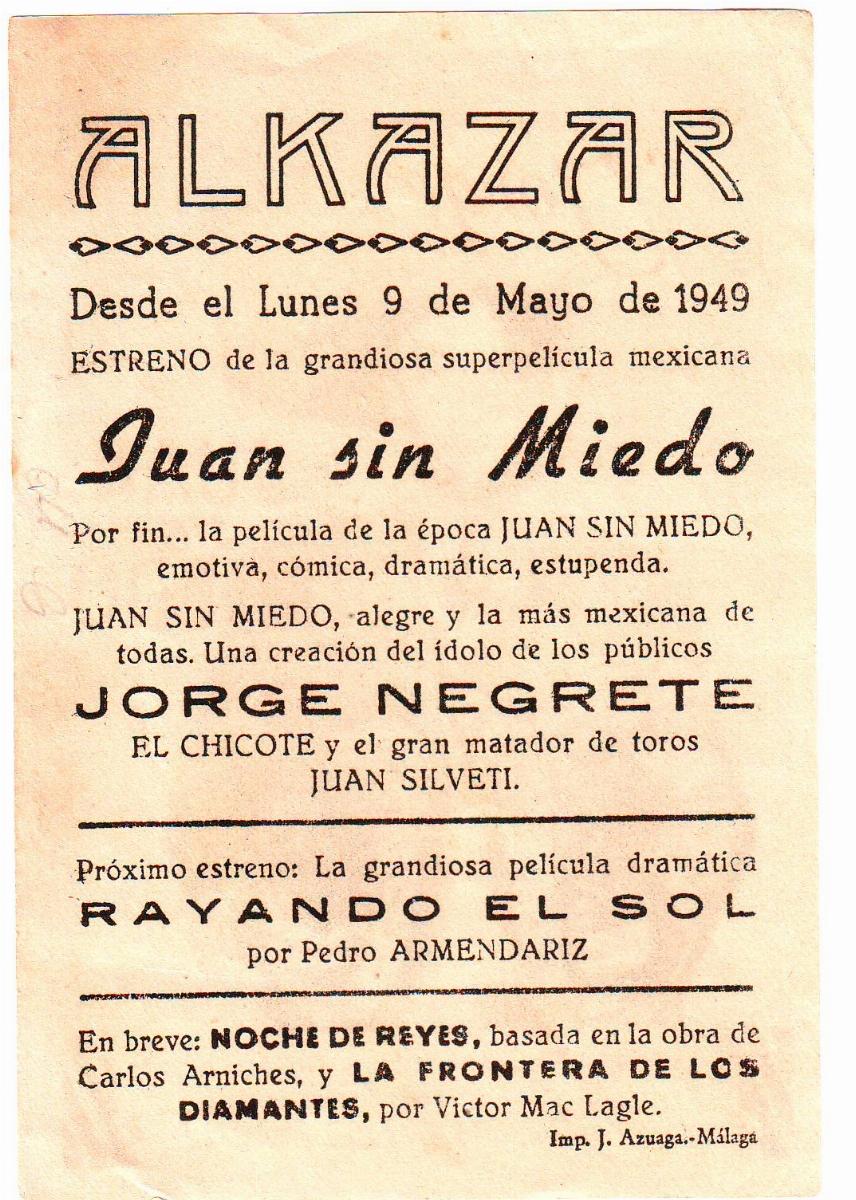 ALKAZAR
Desde el Lunes 9 de Mayo de 1949
ESTRENO de la grandiosa superpelícula mexicana
Juan sin Miedo
Por fin... la película de la época JUAN SIN MIEDO,
emotiva, cómica, dramática, estupenda.
JUAN SIN MIEDO, alegre y la más mexicana de
todas. Una creación del ídolo de los públicos
JORGE NEGRETE
EL CHICOTE y el gran matador de toros
JUAN SILVETI.
Próximo estreno: La grandiosa película dramática
RAYANDO EL SOL
por Pedro ARMENDARIZ
En breve: NOCHE DE REYES, basada en la obra de
Carlos Arniches, y LA FRONTERA DE LOS
DIAMANTES, por Victor Mac Lagle.
Imp. J. Azuaga.-Málaga